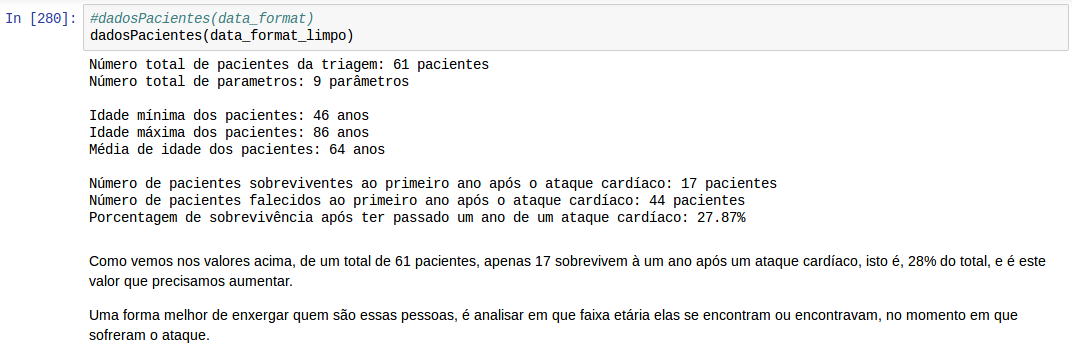 In [280]: #dadosPacientes(data_format)
dadosPacientes(data_format_limpo)
Número total de pacientes da triagem: 61 pacientes
Número total de parametros: 9 parâmetros
Idade mínima dos pacientes: 46 anos
Idade máxima dos pacientes: 86 anos
Média de idade dos pacientes: 64 anos
Número de pacientes sobreviventes ao primeiro ano após o ataque cardíaco: 17 pacientes
Número de pacientes falecidos ao primeiro ano após o ataque cardíaco: 44 pacientes
Porcentagem de sobrevivência após ter passado um ano de um ataque cardíaco: 27.87%
Como vemos nos valores acima, de um total de 61 pacientes, apenas 17 sobrevivem à um ano após um ataque cardíaco, isto é, 28% do total, e é este
valor que precisamos aumentar.
Uma forma melhor de enxergar quem são essas pessoas, é analisar em que faixa etária elas se encontram ou encontravam, no momento em que
sofreram o ataque.